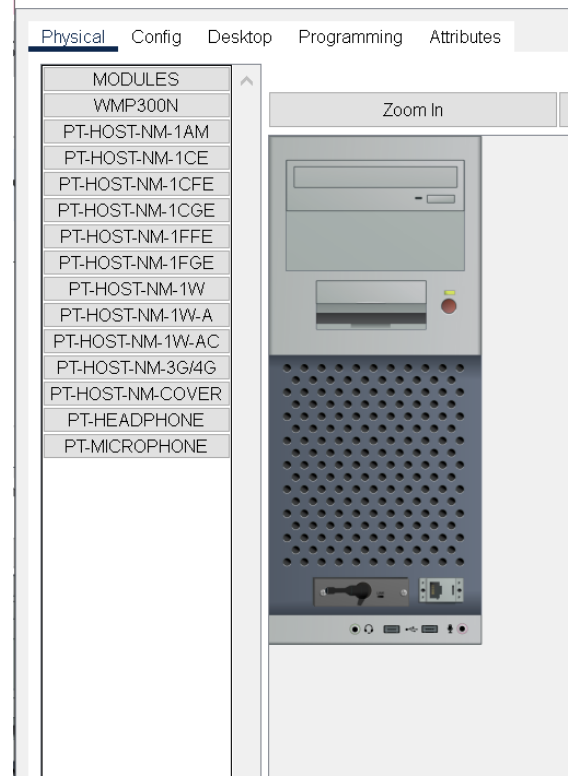 Physical Config Desktop Programming Attributes
MODULES
WMP300N
PT-HOST-NM-1AM
PT-HOST-NM-1CE
PT-HOST-NM-1CFE
PT-HOST-NM-1CGE
PT-HOST-NM-1FFE
PT-HOST-NM-1FGE
PT-HOST-NM-1W
PT-HOST-NM-1W-A
PT-HOST-NM-1W-AC
PT-HOST-NM-3G/4G
PT-HOST-NM-COVER
PT-HEADPHONE
PT-MICROPHONE
Zoom In